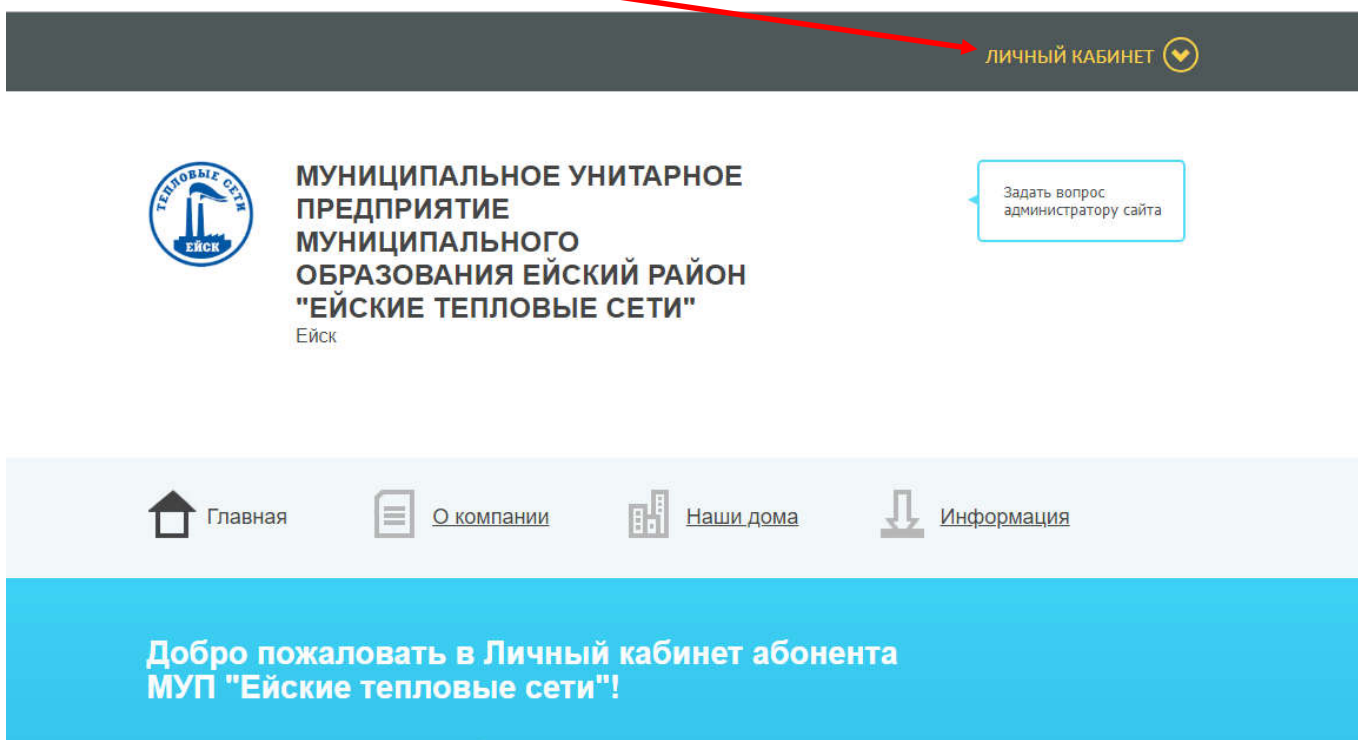 ЛИЧНЫЙ КАБИНЕТ
ТЕПЛОВЫЕ СЕТИ
ЕЙСК
МУНИЦИПАЛЬНОЕ УНИТАРНОЕ
ПРЕДПРИЯТИЕ
МУНИЦИПАЛЬНОГО
ОБРАЗОВАНИЯ ЕЙСКИЙ РАЙОН
"ЕЙСКИЕ ТЕПЛОВЫЕ СЕТИ"
Ейск
Задать вопрос
администратору сайта
Главная
О компании
Наши дома
Информация
Добро пожаловать в Личный кабинет абонента
МУП "Ейские тепловые сети"!